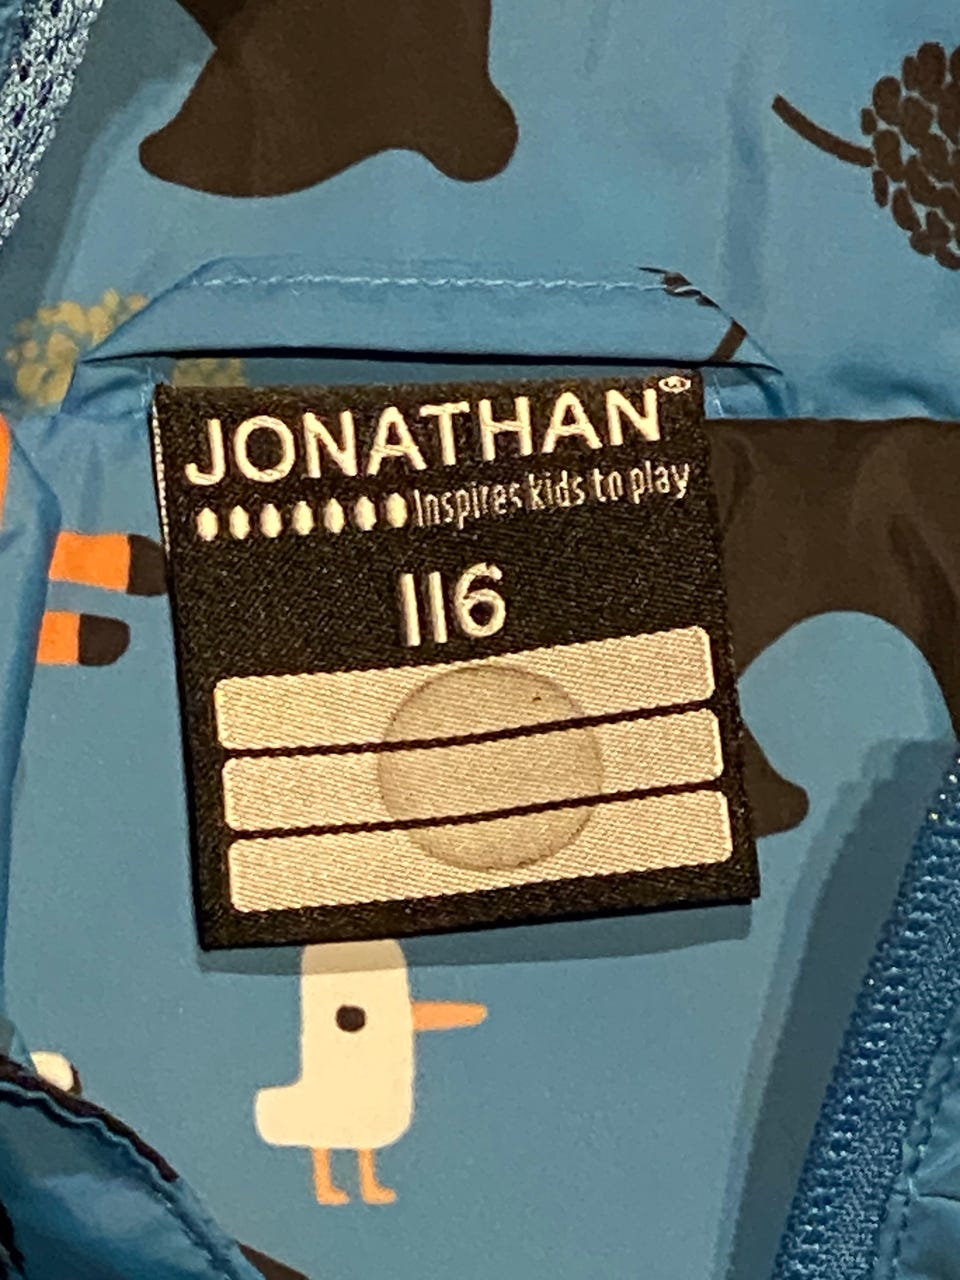 JONATHAN®
Inspires kids to play
116